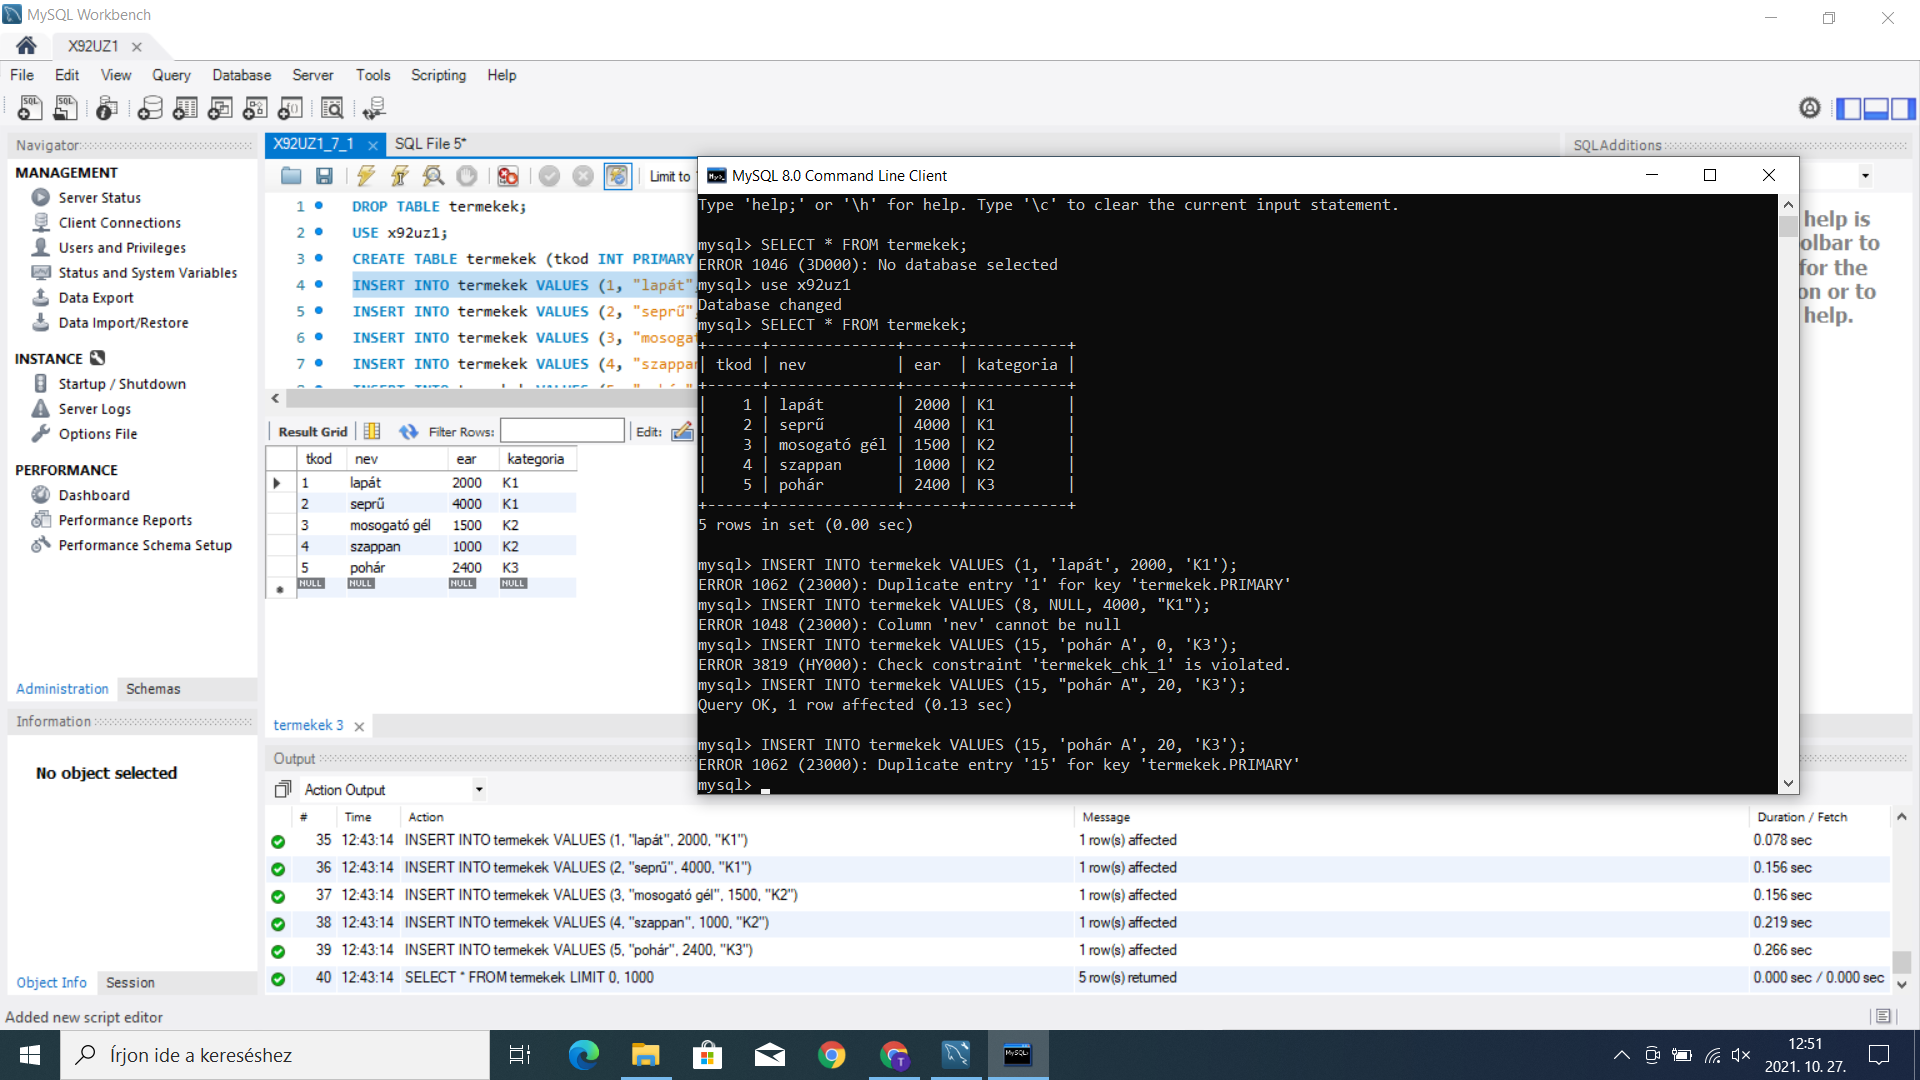 MySQL Workbench
X92UZ1
File Edit View Query Database Server Tools Scripting Help
Navigator
MANAGEMENT
Server Status
Client Connections
Users and Privileges
Status and System Variables
Data Export
Data Import/Restore
INSTANCE
Startup / Shutdown
Server Logs
Options File
PERFORMANCE
Dashboard
Performance Reports
Performance Schema Setup
Administration Schemas
Information
No object selected
Object Info Session
X92UZ1_7_1 SQL File 5*
Limit to
1 DROP TABLE termekek;
2 USE x92uz1;
3 CREATE TABLE termekek (tkod INT PRIMARY
4 INSERT INTO termekek VALUES (1, "lapát"
5 INSERT INTO termekek VALUES (2, "seprű"
6 INSERT INTO termekek VALUES (3, "mosoga
7 INSERT INTO termekek VALUES (4, "szappa
Result Grid Filter Rows: Edit:
tkod nev ear kategoria
1 lapát 2000 K1
2 seprű 4000 K1
3 mosogató gél 1500 K2
4 szappan 1000 K2
5 pohár 2400 K3
NULL NULL NULL NULL
termekek 3
SQLAdditions
help is
olbar to
for the
on or to
help.
MySQL 8.0 Command Line Client
Type 'help;' or '\h' for help. Type '\c' to clear the current input statement.
mysql> SELECT * FROM termekek;
ERROR 1046 (3D000): No database selected
mysql> use x92uz1
Database changed
mysql> SELECT * FROM termekek;
+------+--------------+------+-----------+
| tkod | nev          | ear  | kategoria |
+------+--------------+------+-----------+
|    1 | lapát        | 2000 | K1        |
|    2 | seprű        | 4000 | K1        |
|    3 | mosogató gél | 1500 | K2        |
|    4 | szappan      | 1000 | K2        |
|    5 | pohár        | 2400 | K3        |
+------+--------------+------+-----------+
5 rows in set (0.00 sec)
mysql> INSERT INTO termekek VALUES (1, 'lapát', 2000, 'K1');
ERROR 1062 (23000): Duplicate entry '1' for key 'termekek.PRIMARY'
mysql> INSERT INTO termekek VALUES (8, NULL, 4000, "K1");
ERROR 1048 (23000): Column 'nev' cannot be null
mysql> INSERT INTO termekek VALUES (15, 'pohár A', 0, 'K3');
ERROR 3819 (HY000): Check constraint 'termekek_chk_1' is violated.
mysql> INSERT INTO termekek VALUES (15, "pohár A", 20, 'K3');
Query OK, 1 row affected (0.13 sec)
mysql> INSERT INTO termekek VALUES (15, 'pohár A', 20, 'K3');
ERROR 1062 (23000): Duplicate entry '15' for key 'termekek.PRIMARY'
mysql>
Output
Action Output
# Time Action Message Duration / Fetch
35 12:43:14 INSERT INTO termekek VALUES (1, "lapát", 2000, "K1") 1 row(s) affected 0.078 sec
36 12:43:14 INSERT INTO termekek VALUES (2, "seprű", 4000, "K1") 1 row(s) affected 0.156 sec
37 12:43:14 INSERT INTO termekek VALUES (3, "mosogató gél", 1500, "K2") 1 row(s) affected 0.156 sec
38 12:43:14 INSERT INTO termekek VALUES (4, "szappan", 1000, "K2") 1 row(s) affected 0.219 sec
39 12:43:14 INSERT INTO termekek VALUES (5, "pohár", 2400, "K3") 1 row(s) affected 0.266 sec
40 12:43:14 SELECT * FROM termekek LIMIT 0, 1000 5 row(s) returned 0.000 sec / 0.000 sec
Added new script editor
Írjon ide a kereséshez
12:51
2021. 10. 27.